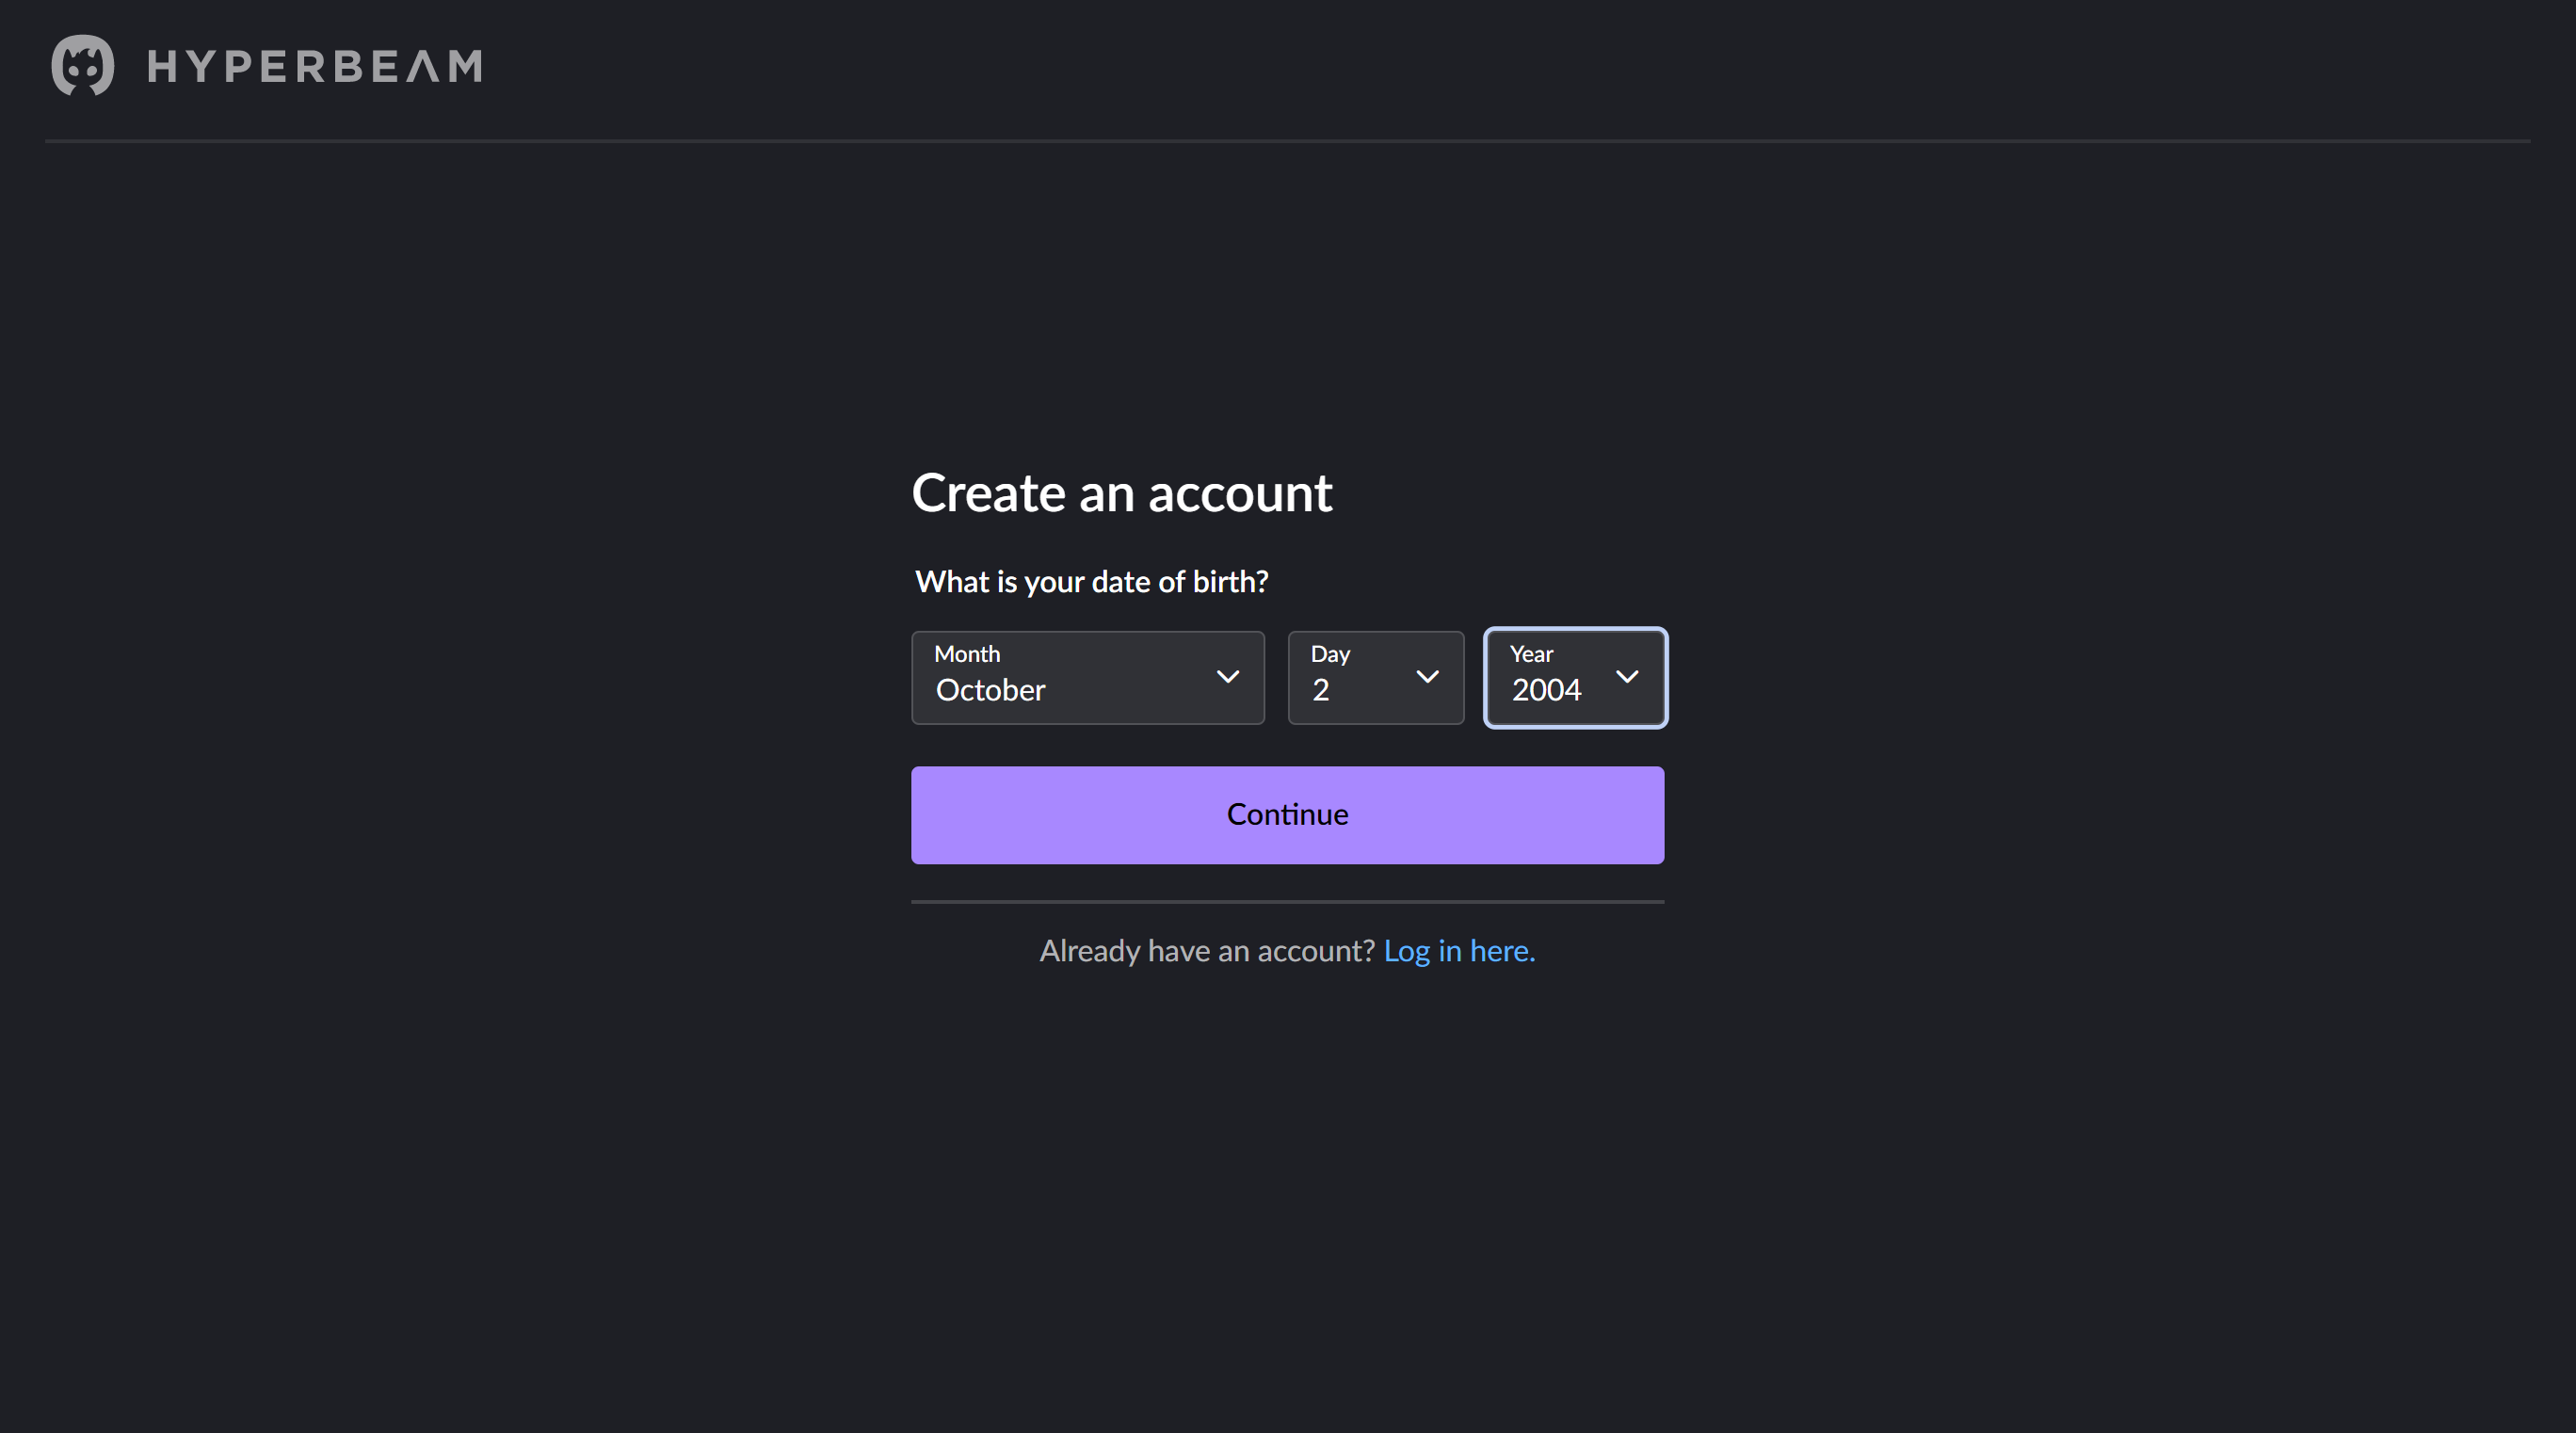 HYPERBEAM
Create an account
What is your date of birth?
Month
October
Day
2
Year
2004
Continue
Already have an account? Log in here.